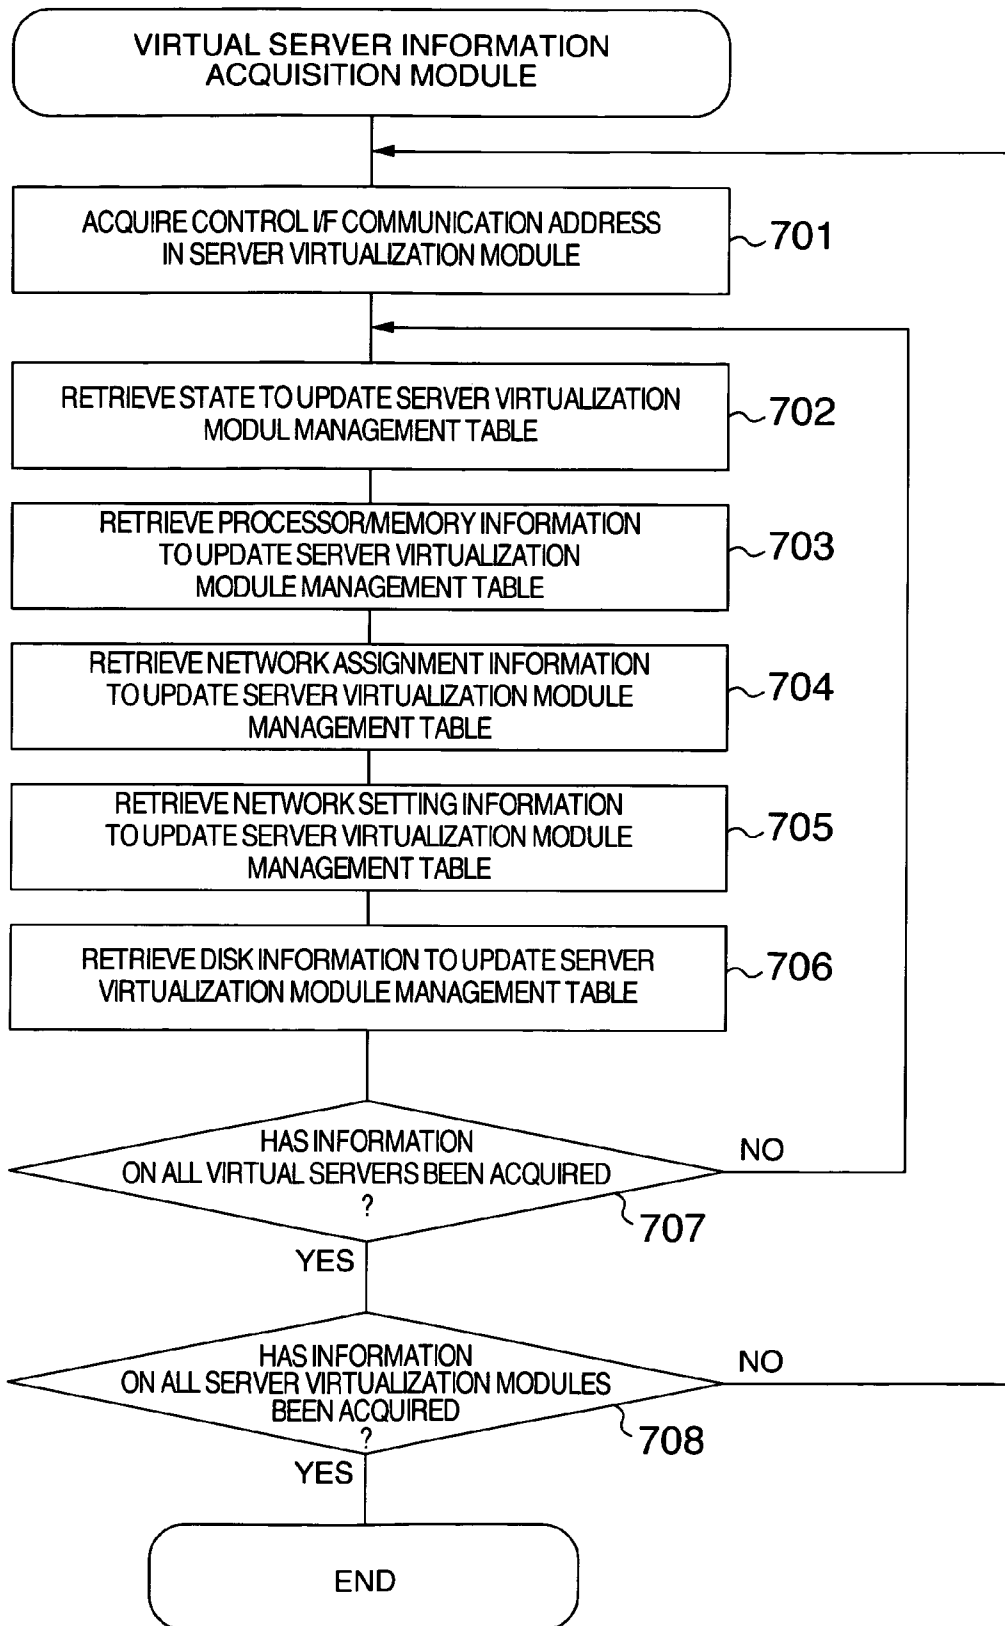 VIRTUAL SERVER INFORMATION
ACQUISITION MODULE
ACQUIRE CONTROL I/F COMMUNICATION ADDRESS
IN SERVER VIRTUALIZATION MODULE
701
RETRIEVE STATE TO UPDATE SERVER VIRTUALIZATION
MODUL MANAGEMENT TABLE
702
RETRIEVE PROCESSOR/MEMORY INFORMATION
TO UPDATE SERVER VIRTUALIZATION
MODULE MANAGEMENT TABLE
703
RETRIEVE NETWORK ASSIGNMENT INFORMATION
TO UPDATE SERVER VIRTUALIZATION MODULE
MANAGEMENT TABLE
704
RETRIEVE NETWORK SETTING INFORMATION
TO UPDATE SERVER VIRTUALIZATION MODULE
MANAGEMENT TABLE
705
RETRIEVE DISK INFORMATION TO UPDATE SERVER
VIRTUALIZATION MODULE MANAGEMENT TABLE
706
HAS INFORMATION
ON ALL VIRTUAL SERVERS BEEN ACQUIRED
?
NO
707
YES
HAS INFORMATION
ON ALL SERVER VIRTUALIZATION MODULES
BEEN ACQUIRED
?
NO
708
YES
END